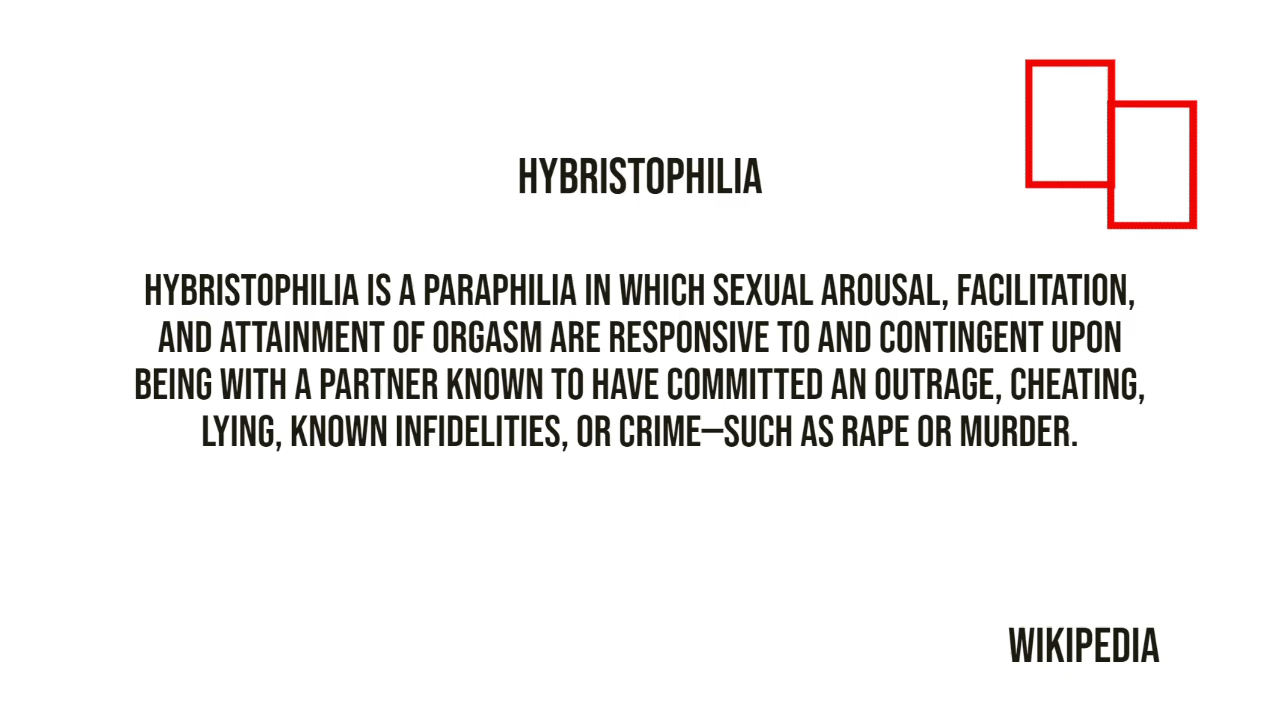 HYBRISTOPHILIA
HYBRISTOPHILIA IS A PARAPHILIA IN WHICH SEXUAL AROUSAL, FACILITATION,
AND ATTAINMENT OF ORGASM ARE RESPONSIVE TO AND CONTINGENT UPON
BEING WITH A PARTNER KNOWN TO HAVE COMMITTED AN OUTRAGE, CHEATING,
LYING, KNOWN INFIDELITIES, OR CRIME—SUCH AS RAPE OR MURDER.
WIKIPEDIA